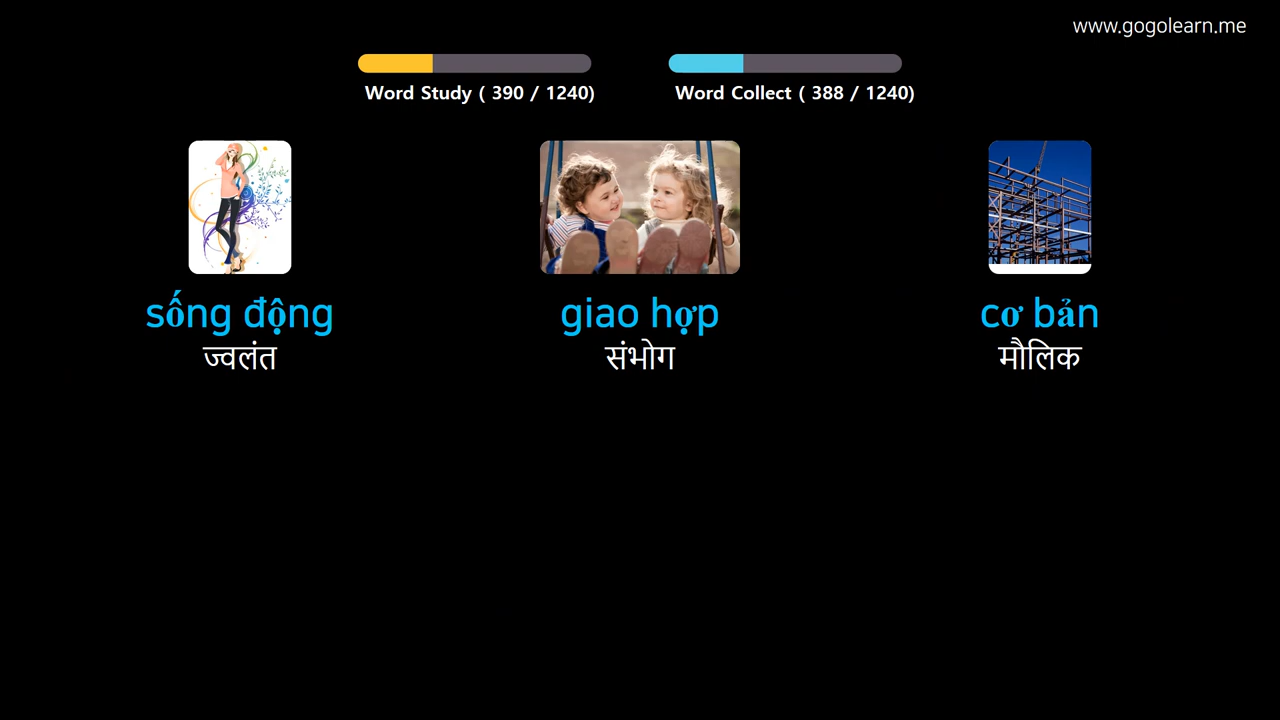 www.gogolearn.me
Word Study ( 390 / 1240)
Word Collect ( 388 / 1240)
sống động
giao hợp
cơ bản
ज्वलंत
संभोग
मौलिक